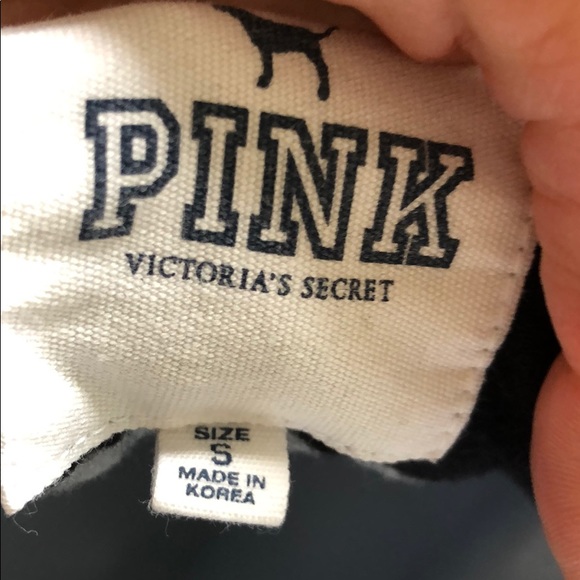 PINK
VICTORIA'S SECRET
SIZE
S
MADE IN
KOREA